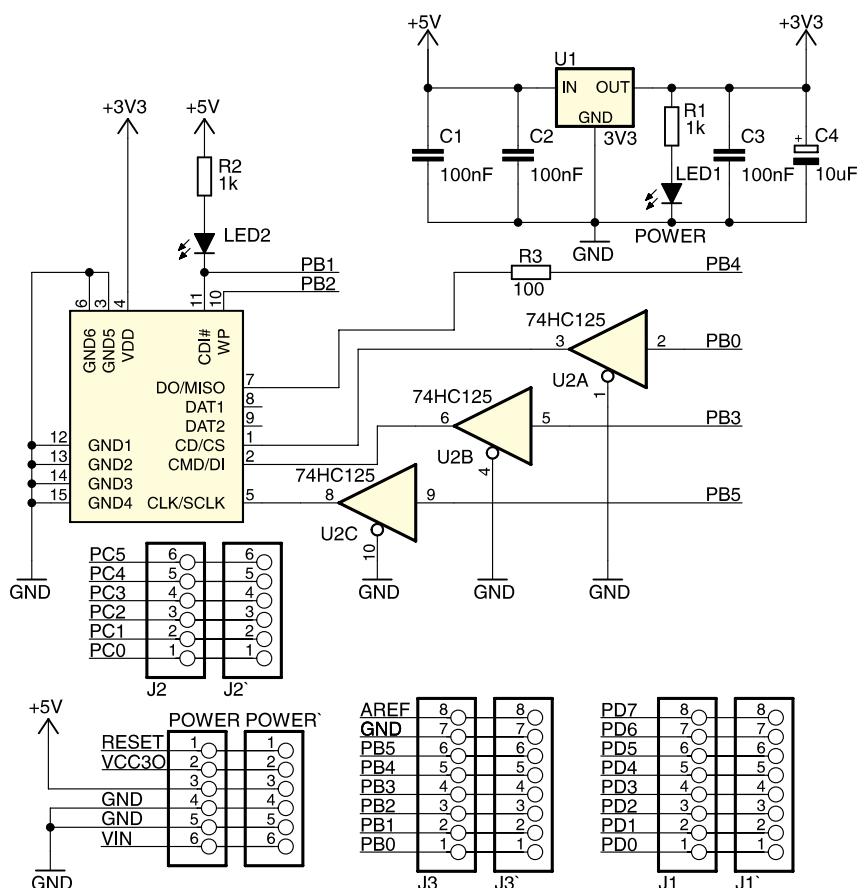 +5V
+3V3
U1
IN OUT
GND
3V3
C1
100nF
C2
100nF
R1
1k
LED1
POWER
C3
100nF
+
C4
10uF
GND
+3V3
+5V
R2
1k
LED2
PB1
PB2
R3
100
PB4
6 3 4 11 10
GND6
GND5
VDD
CDI#
WP
DO/MISO 7
DAT1 8
DAT2 9
CD/CS 1
CMD/DI 2
CLK/SCLK 5
12 GND1
13 GND2
14 GND3
15 GND4
74HC125
3 2 PB0
U2A
1
74HC125
6 5 PB3
U2B
4
74HC125
8 9 PB5
U2C
10
GND
GND
GND
GND
PC5 6 6
PC4 5 5
PC3 4 4
PC2 3 3
PC1 2 2
PC0 1 1
J2 J2`
+5V
POWER POWER`
RESET 1 1
VCC3O 2 2
3 3
GND 4 4
GND 5 5
VIN 6 6
GND
AREF 8 8
GND 7 7
PB5 6 6
PB4 5 5
PB3 4 4
PB2 3 3
PB1 2 2
PB0 1 1
J3 J3`
PD7 8 8
PD6 7 7
PD5 6 6
PD4 5 5
PD3 4 4
PD2 3 3
PD1 2 2
PD0 1 1
J1 J1`